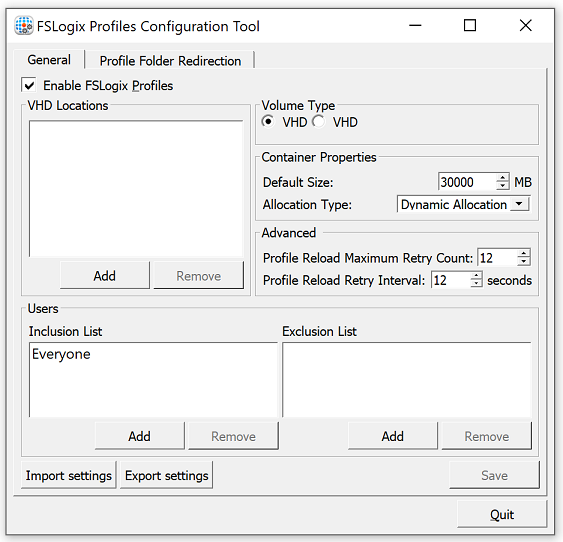 FSLogix Profiles Configuration Tool
General Profile Folder Redirection
Enable FSLogix Profiles
VHD Locations
Add Remove
Volume Type
VHD VHD
Container Properties
Default Size: 30000 MB
Allocation Type: Dynamic Allocation
Advanced
Profile Reload Maximum Retry Count: 12
Profile Reload Retry Interval: 12 seconds
Users
Inclusion List
Everyone
Add Remove
Exclusion List
Add Remove
Import settings Export settings Save
Quit